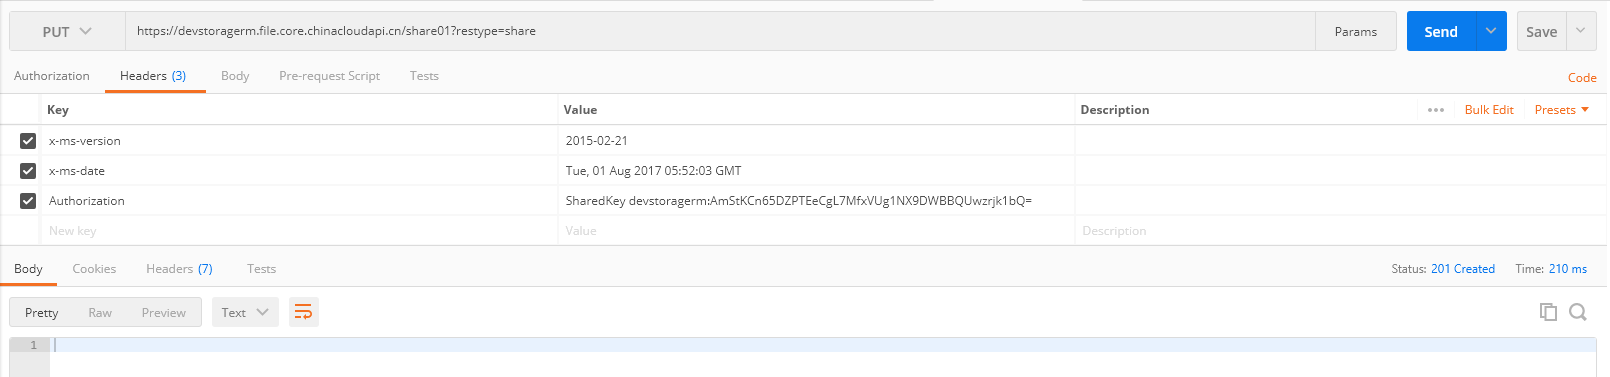 PUT https://devstoragerm.file.core.chinacloudapi.cn/share01?restype=share Params Send Save
Authorization Headers (3) Body Pre-request Script Tests Code
Key Value Description Bulk Edit Presets
x-ms-version 2015-02-21
x-ms-date Tue, 01 Aug 2017 05:52:03 GMT
Authorization SharedKey devstoragerm:AmStKCn65DZPTEeCgL7MfxVUg1NX9DWBBQUwzrjk1bQ=
New key Value Description
Body Cookies Headers (7) Tests Status: 201 Created Time: 210 ms
Pretty Raw Preview Text
1